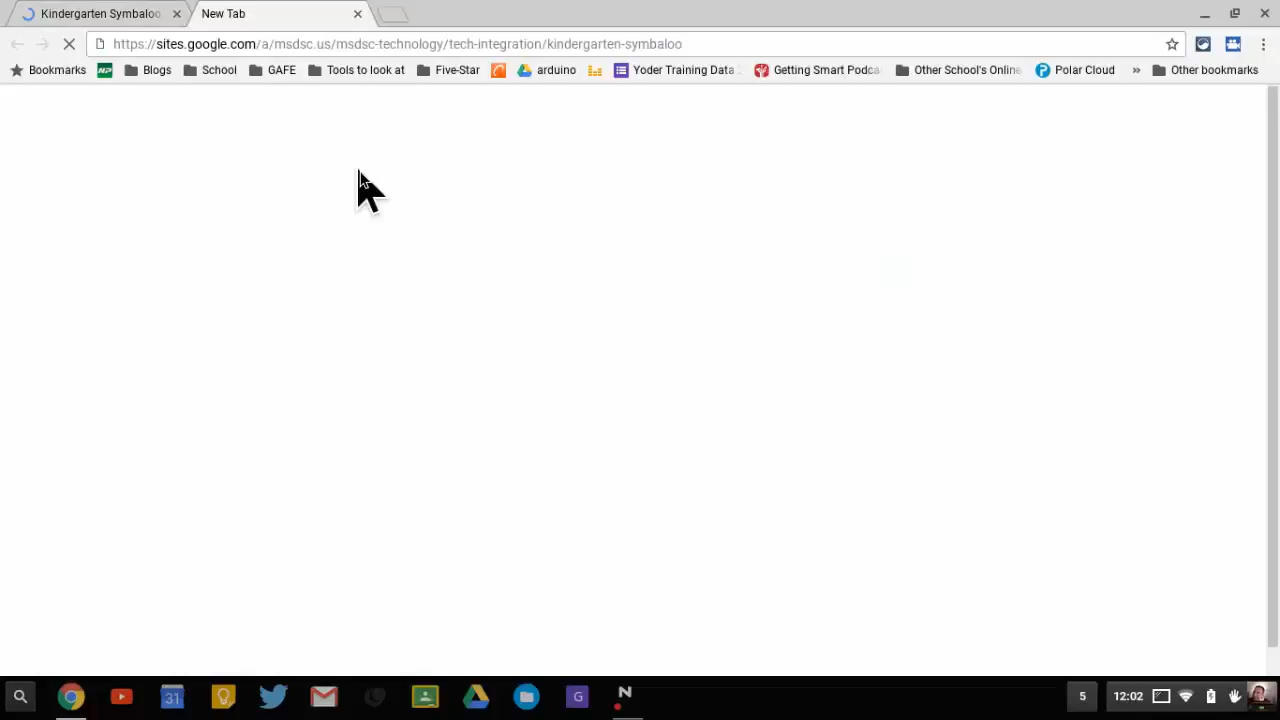 Kindergarten Symbaloo
New Tab
https://sites.google.com/a/msdsc.us/msdsc-technology/tech-integration/kindergarten-symbaloo
Bookmarks NP Blogs School GAFE Tools to look at Five-Star arduino Yoder Training Data Getting Smart Podca Other School's Online Polar Cloud » Other bookmarks
31 G N 5 12:02